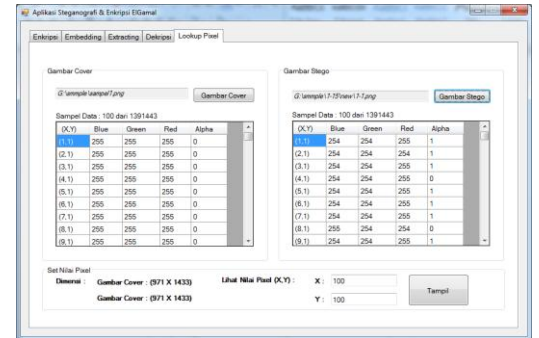 Aplikasi Steganografi & Enkripsi ElGamal
Enkripsi Embedding Extracting Dekripsi Lookup Pixel
Gambar Cover
G:\ammple\sampel1.png Gambar Cover
Sampel Data : 100 dari 1391443
(X,Y) Blue Green Red Alpha
(1,1) 255 255 255 0
(2,1) 255 255 255 0
(3,1) 255 255 255 0
(4,1) 255 255 255 0
(5,1) 255 255 255 0
(6,1) 255 255 255 0
(7,1) 255 255 255 0
(8,1) 255 255 255 0
(9,1) 255 255 255 0
Gambar Stego
Gambar Stego
Sampel Data : 100 dari 1391443
(X,Y) Blue Green Red Alpha
(1,1) 254 254 254 1
(2,1) 254 254 254 1
(3,1) 254 254 255 1
(4,1) 254 254 254 0
(5,1) 254 254 255 1
(6,1) 254 254 255 1
(7,1) 254 254 255 1
(8,1) 255 254 255 0
(9,1) 254 254 254 1
Set Nilai Pixel
Dimensi : Gambar Cover : (971 X 1433)
Gambar Cover : (971 X 1433)
Lihat Nilai Pixel (X,Y) : X : 100
Y : 100
Tampil